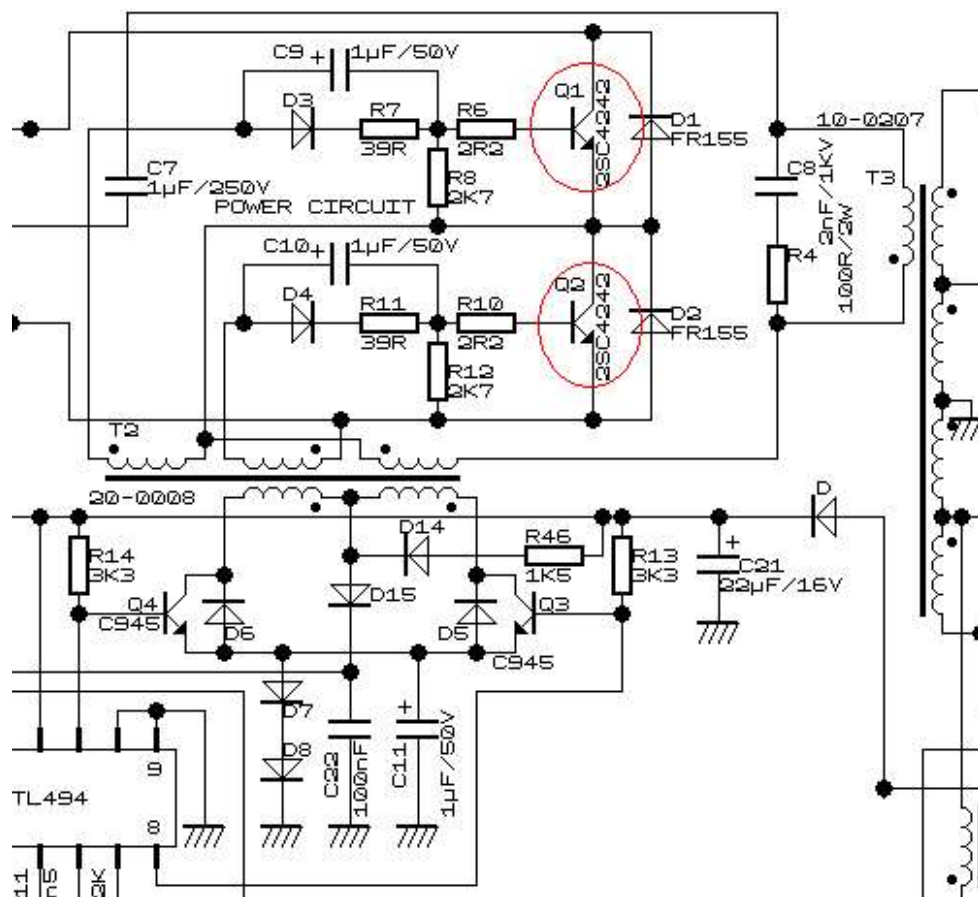 C9 + 1µF/50V
D3
R7
39R
R6
2R2
Q1
2SC4242
D1
FR155
10-0207
C7
1µF/250V
R8
2K7
C8
2nF/1KV
T3
POWER CIRCUIT
C10 + 1µF/50V
R4
100R/2W
D4
R11
39R
R10
2R2
Q2
2SC4242
D2
FR155
R12
2K7
T2
20-0008
D
R14
3K3
D14
R46
1K5
R13
3K3
+
C21
22µF/16V
Q4
C945
D6
D15
D5
Q3
C945
D7
D8
C22
100nF
+
C11
1µF/50V
9
TL494
8
11
nS
2K